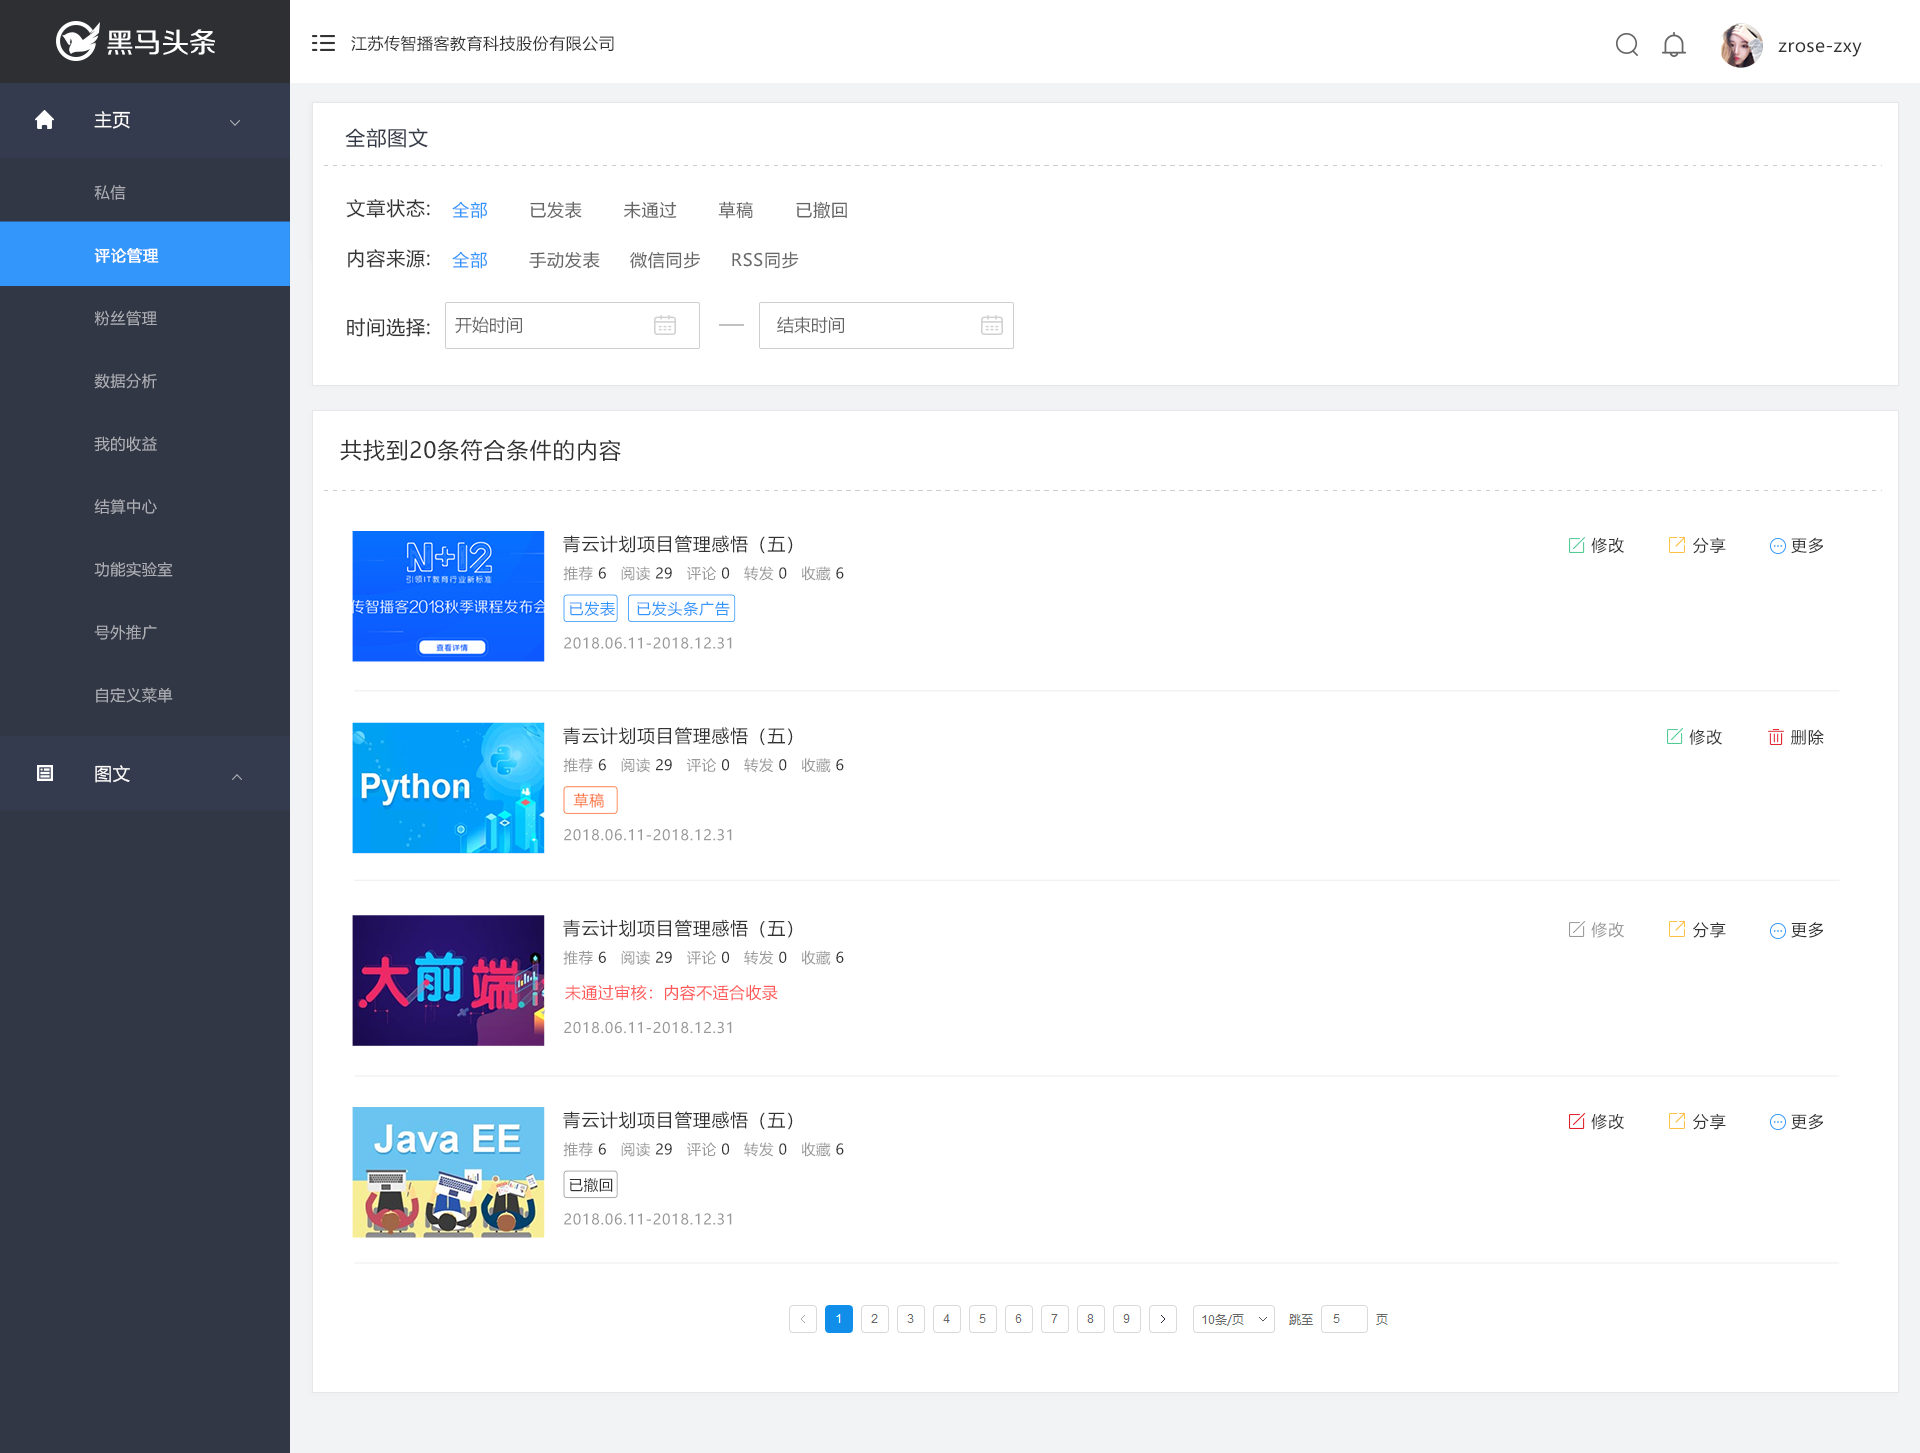 黑马头条
江苏传智播客教育科技股份有限公司
zrose-zxy
主页
私信
评论管理
粉丝管理
数据分析
我的收益
结算中心
功能实验室
号外推广
自定义菜单
图文
全部图文
文章状态: 全部 已发表 未通过 草稿 已撤回
内容来源: 全部 手动发表 微信同步 RSS同步
时间选择: 开始时间 — 结束时间
共找到20条符合条件的内容
N+12
引领IT教育行业新标准
传智播客2018秋季课程发布会
查看详情
青云计划项目管理感悟（五）
修改 分享 更多
推荐 6 阅读 29 评论 0 转发 0 收藏 6
已发表 已发头条广告
2018.06.11-2018.12.31
Python
青云计划项目管理感悟（五）
修改 删除
推荐 6 阅读 29 评论 0 转发 0 收藏 6
草稿
2018.06.11-2018.12.31
大前端
青云计划项目管理感悟（五）
修改 分享 更多
推荐 6 阅读 29 评论 0 转发 0 收藏 6
未通过审核：内容不适合收录
2018.06.11-2018.12.31
Java EE
青云计划项目管理感悟（五）
修改 分享 更多
推荐 6 阅读 29 评论 0 转发 0 收藏 6
已撤回
2018.06.11-2018.12.31
< 1 2 3 4 5 6 7 8 9 > 10条/页 跳至 5 页